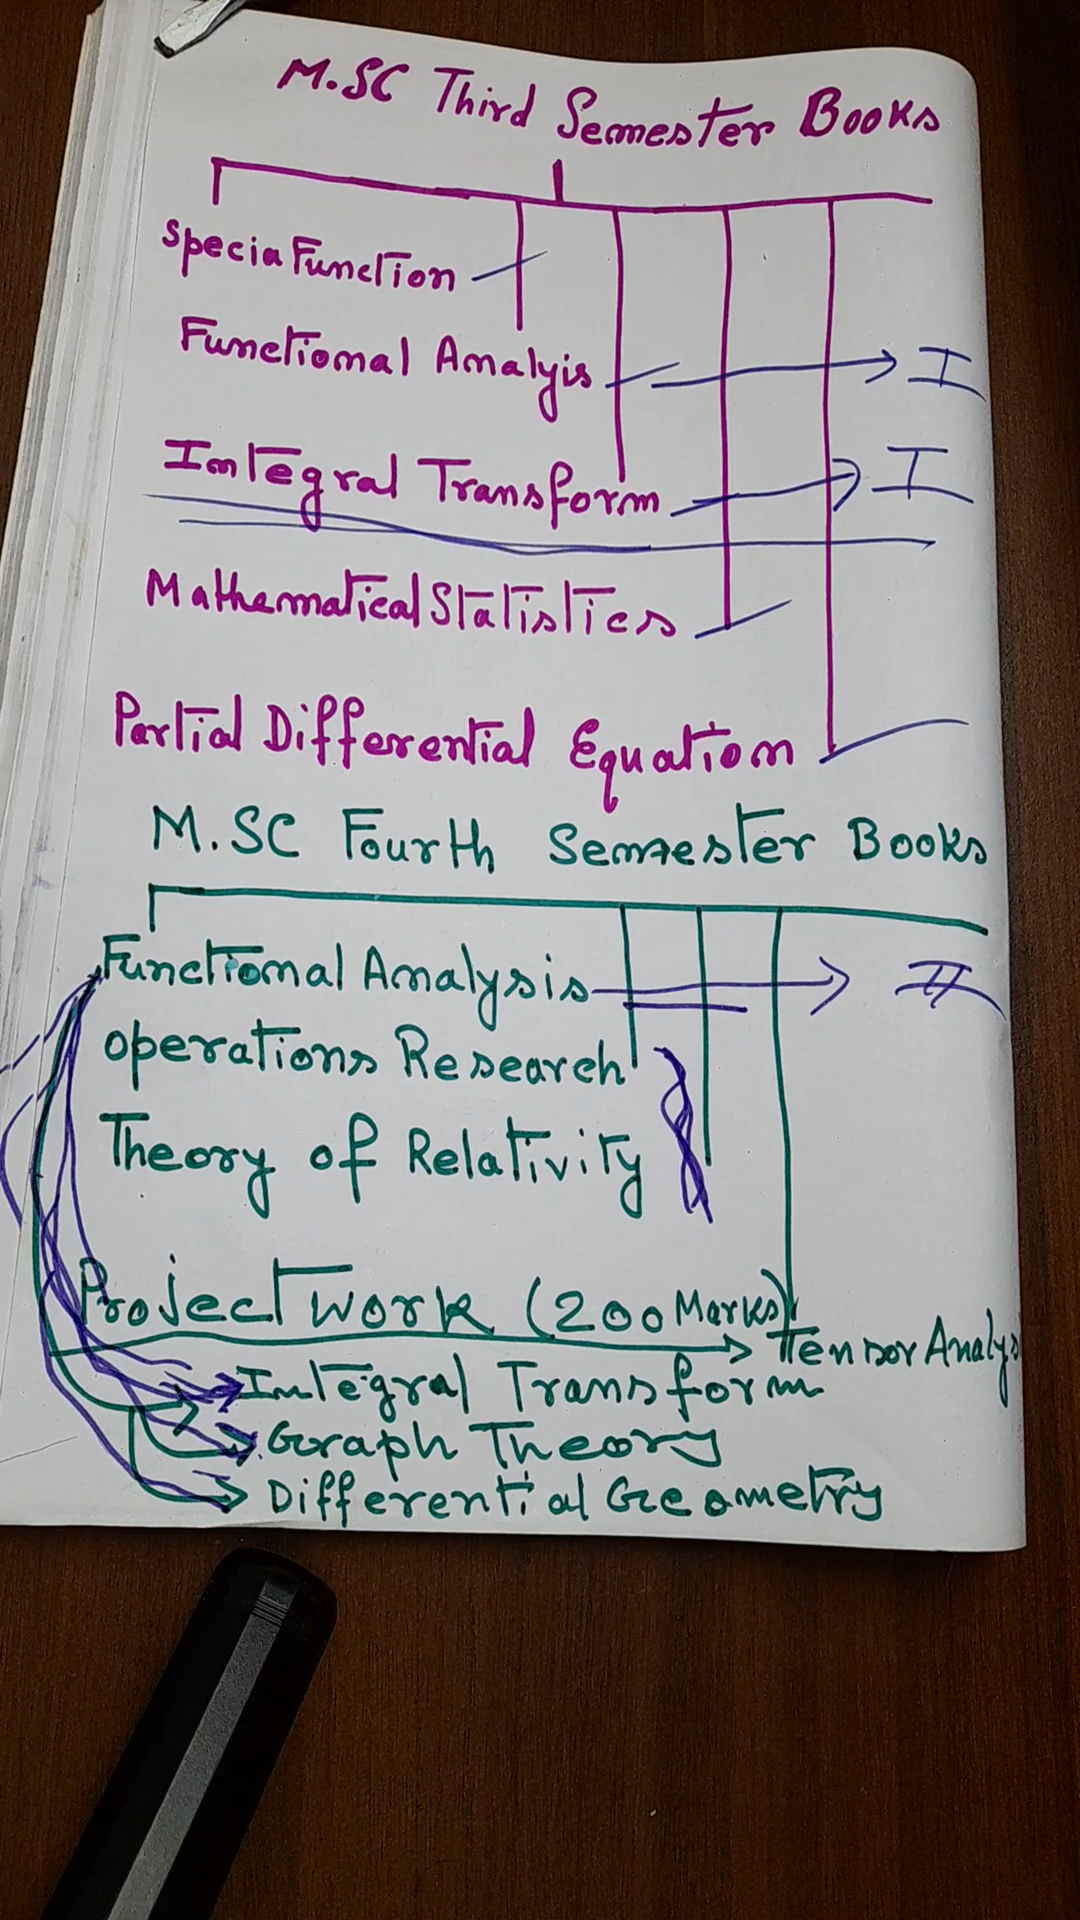 M.SC Third Semester Books
Specia Function
Functional Analyis → I
Integral Transform → I
Mathematical Statistics
Partial Differential Equation
M.SC Fourth Semester Books
Functional Analysis → II
operations Research
Theory of Relativity
Project work (200 Marks)
→ Tensor Analys
→ Integral Transform
→ Graph Theory
→ Differential Geometry